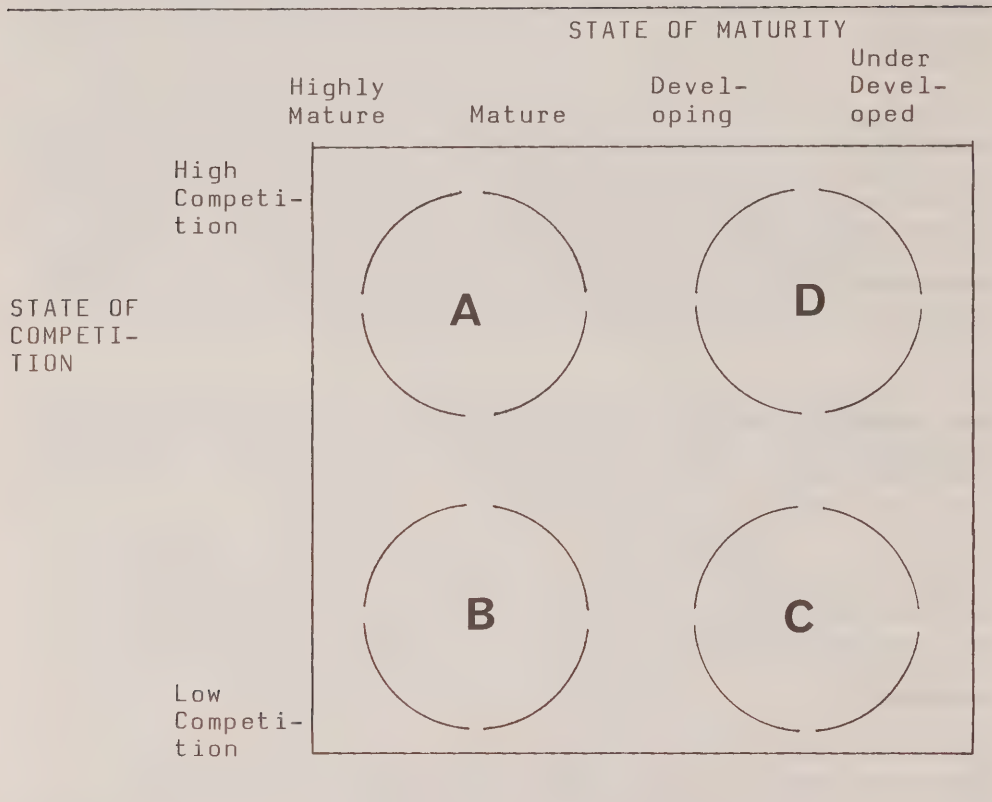 STATE OF MATURITY
Highly
Mature
Mature
Devel-
oping
Under
Devel-
oped
High
Competi-
tion
STATE OF
COMPETI-
TION
A
D
B
C
Low
Competi-
tion